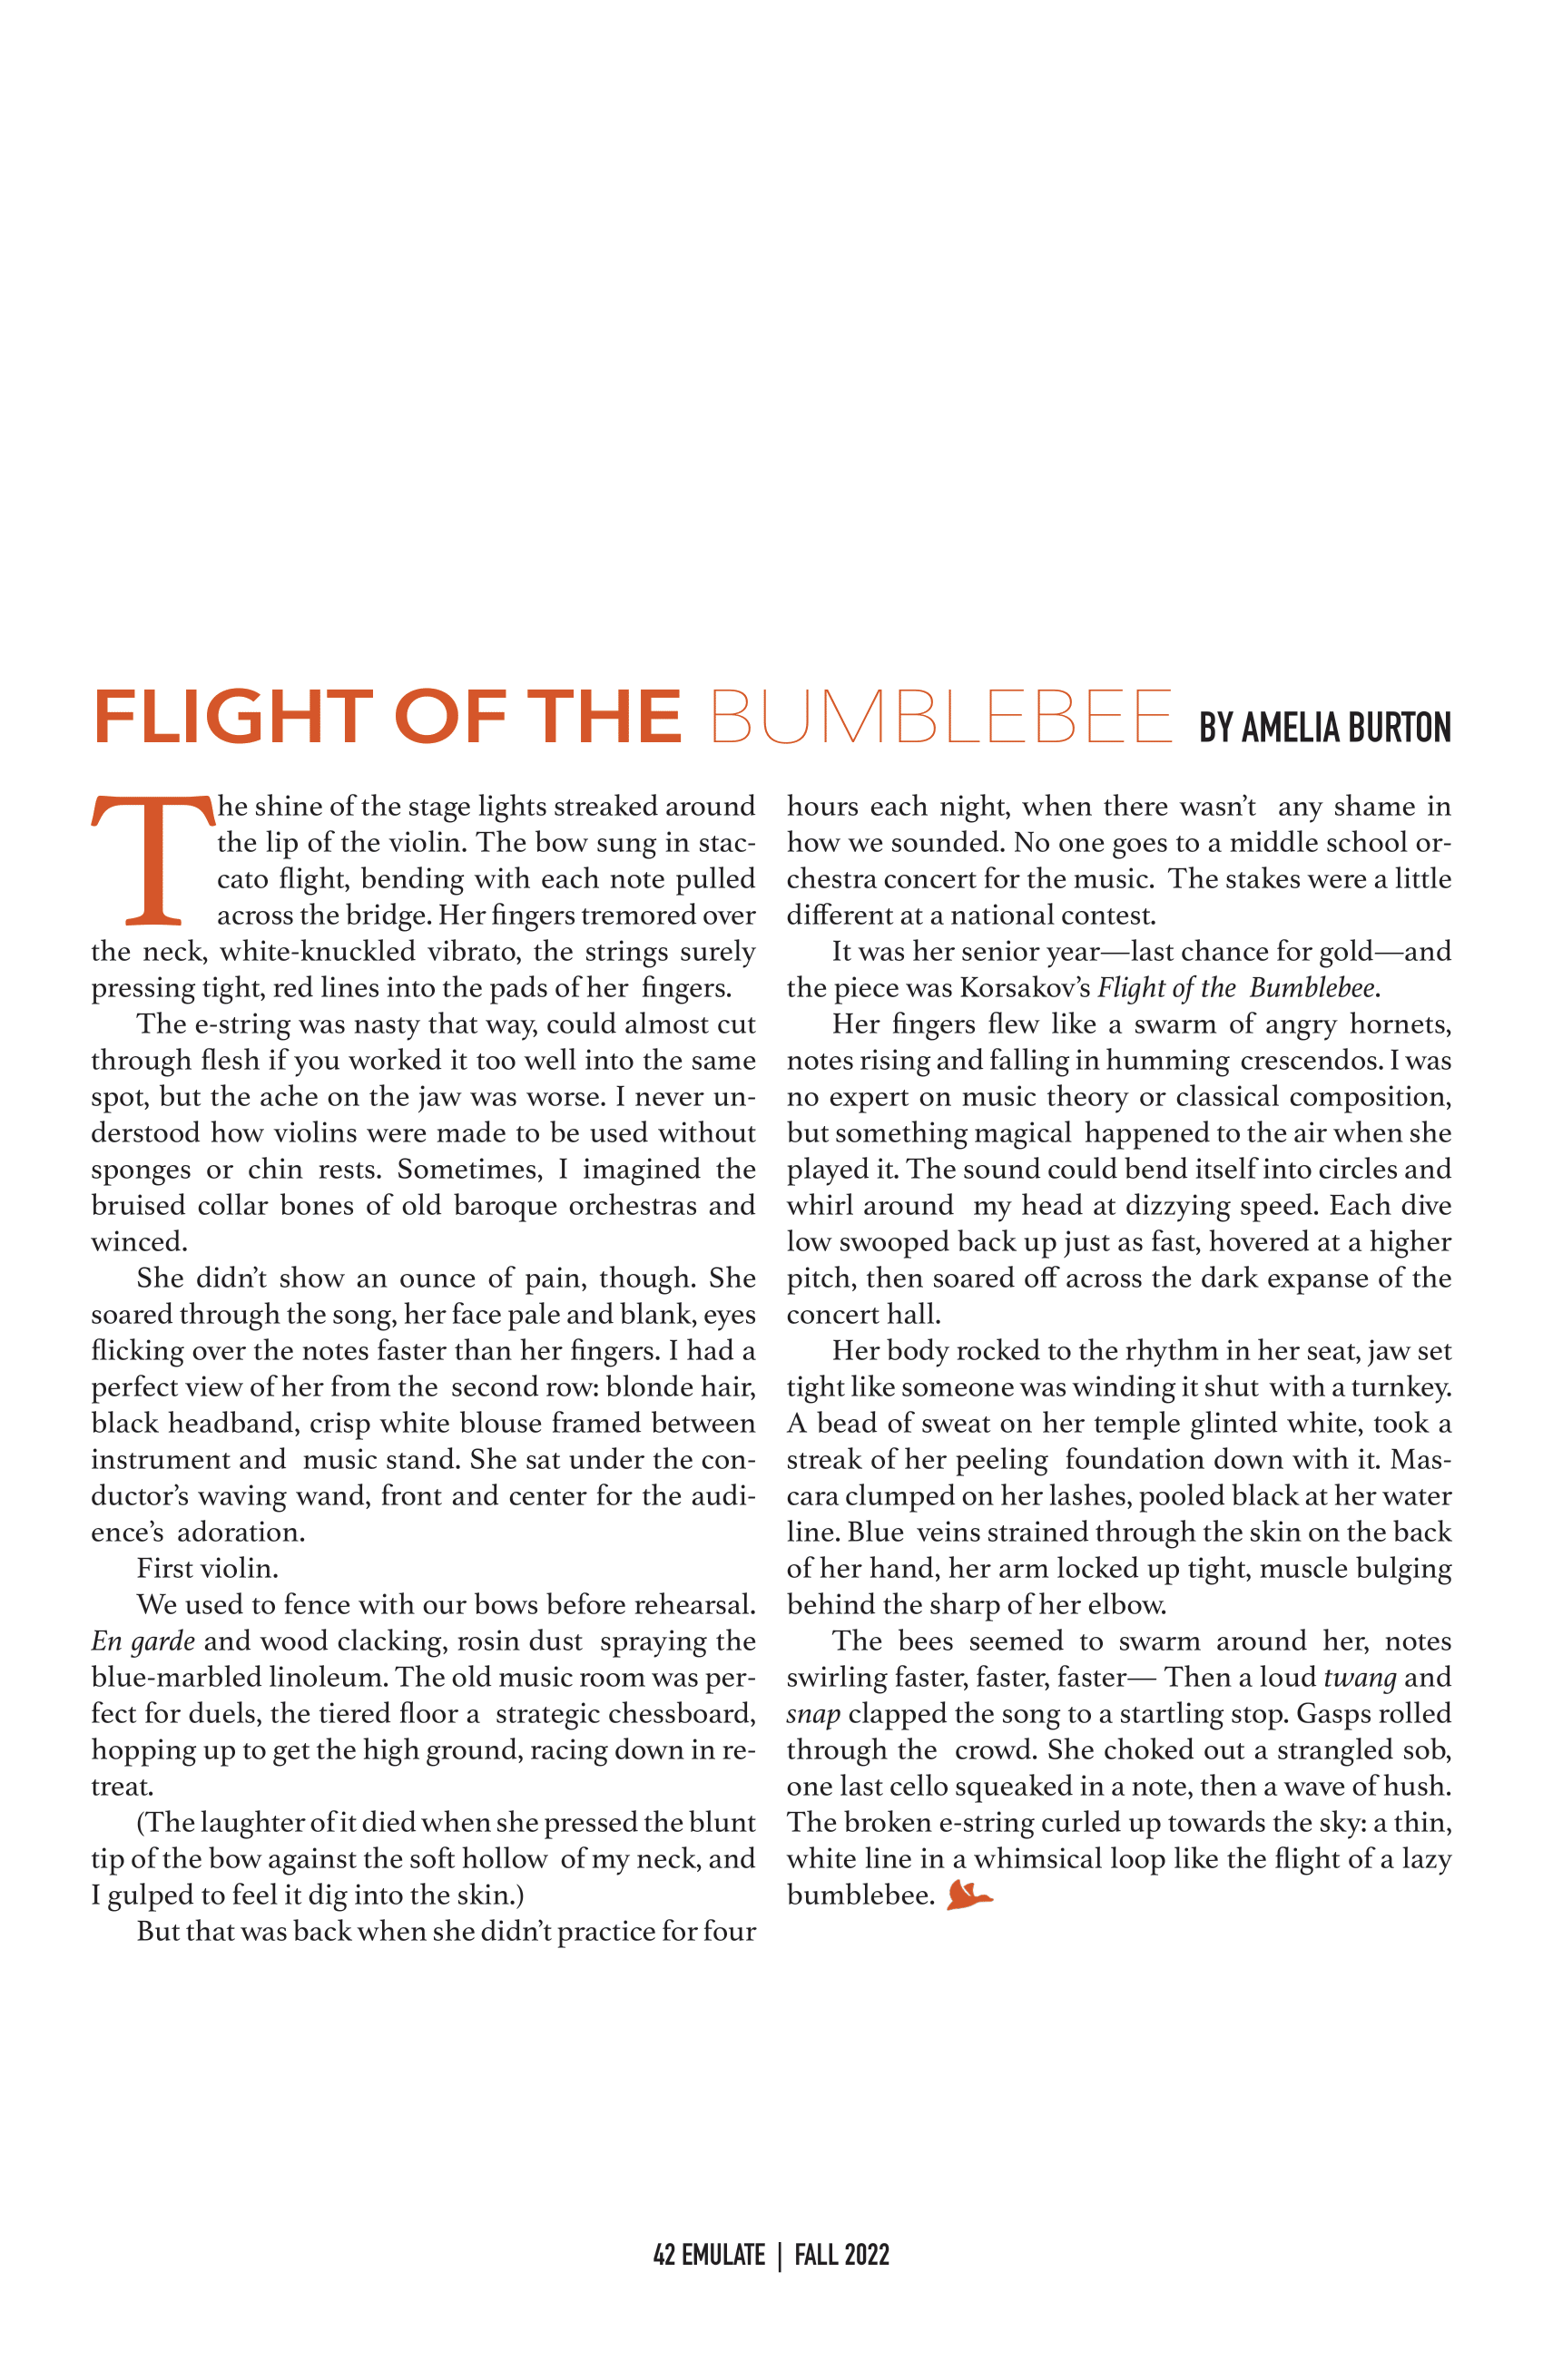 FLIGHT OF THE BUMBLEBEE BY AMELIA BURTON
The shine of the stage lights streaked around
the lip of the violin. The bow sung in stac-
cato flight, bending with each note pulled
across the bridge. Her fingers tremored over
the neck, white-knuckled vibrato, the strings surely
pressing tight, red lines into the pads of her fingers.
The e-string was nasty that way, could almost cut
through flesh if you worked it too well into the same
spot, but the ache on the jaw was worse. I never un-
derstood how violins were made to be used without
sponges or chin rests. Sometimes, I imagined the
bruised collar bones of old baroque orchestras and
winced.
She didn’t show an ounce of pain, though. She
soared through the song, her face pale and blank, eyes
flicking over the notes faster than her fingers. I had a
perfect view of her from the second row: blonde hair,
black headband, crisp white blouse framed between
instrument and music stand. She sat under the con-
ductor’s waving wand, front and center for the audi-
ence’s adoration.
First violin.
We used to fence with our bows before rehearsal.
En garde and wood clacking, rosin dust spraying the
blue-marbled linoleum. The old music room was per-
fect for duels, the tiered floor a strategic chessboard,
hopping up to get the high ground, racing down in re-
treat.
(The laughter of it died when she pressed the blunt
tip of the bow against the soft hollow of my neck, and
I gulped to feel it dig into the skin.)
But that was back when she didn’t practice for four
hours each night, when there wasn’t any shame in
how we sounded. No one goes to a middle school or-
chestra concert for the music. The stakes were a little
different at a national contest.
It was her senior year—last chance for gold—and
the piece was Korsakov’s Flight of the Bumblebee.
Her fingers flew like a swarm of angry hornets,
notes rising and falling in humming crescendos. I was
no expert on music theory or classical composition,
but something magical happened to the air when she
played it. The sound could bend itself into circles and
whirl around my head at dizzying speed. Each dive
low swooped back up just as fast, hovered at a higher
pitch, then soared off across the dark expanse of the
concert hall.
Her body rocked to the rhythm in her seat, jaw set
tight like someone was winding it shut with a turnkey.
A bead of sweat on her temple glinted white, took a
streak of her peeling foundation down with it. Mas-
cara clumped on her lashes, pooled black at her water
line. Blue veins strained through the skin on the back
of her hand, her arm locked up tight, muscle bulging
behind the sharp of her elbow.
The bees seemed to swarm around her, notes
swirling faster, faster, faster— Then a loud twang and
snap clapped the song to a startling stop. Gasps rolled
through the crowd. She choked out a strangled sob,
one last cello squeaked in a note, then a wave of hush.
The broken e-string curled up towards the sky: a thin,
white line in a whimsical loop like the flight of a lazy
bumblebee.
42 EMULATE | FALL 2022